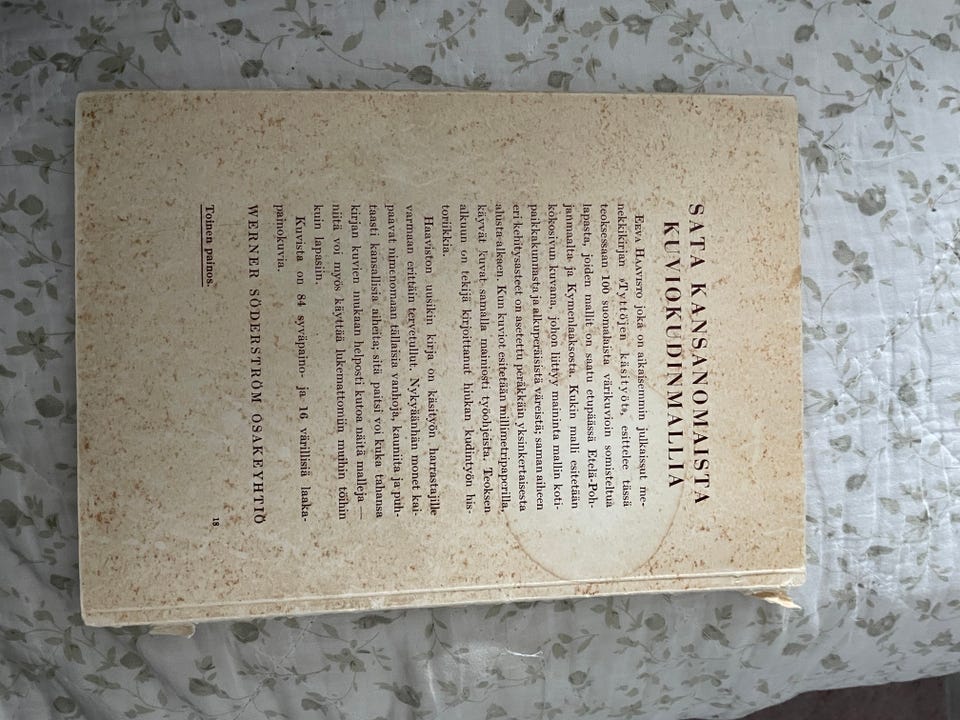 SATA KANSANOMAISTA
KUVIOKUDINMALLIA
EEVA HAAVISTO joka on aikaisemmin julkaissut me-
nekkikirjan »Tyttöjen käsityöt», esittelee tässä
teoksessaan 100 suomalaista värikuvioin somisteltua
lapasta, joiden mallit on saatu etupäässä Etelä-Poh-
janmaalta ja Kymenlaaksosta. Kukin malli esitetään
kokosivun kuvana, johon liittyy maininta mallin koti-
paikkakunnasta ja alkuperäisistä väreistä; saman aiheen
eri kehitysasteet on asetettu peräkkäin yksinkertaisesta
alusta alkaen. Kun kuviot esitetään millimetripaperilla,
käyvät kuvat samalla mainiosti työohjeista. Teoksen
alkuun on tekijä kirjoittanut hiukan kudintyön his-
toriikkia.
Haaviston uusikin kirja on käsityön harrastajille
varmaan erittäin tervetullut. Nykyäänhän monet kai-
paavat nimenomaan tällaisia vanhoja, kauniita ja puh-
taasti kansallisia aiheita; sitä paitsi voi kuka tahansa
kirjan kuvien mukaan helposti kutoa näitä malleja —
niitä voi myös käyttää lukemattomiin muihin töihin
kuin lapasiin.
Kuvista on 84 syväpaino- ja 16 värillisiä laaka-
painokuvia.
WERNER SÖDERSTRÖM OSAKEYHTIÖ
Toinen painos.
18